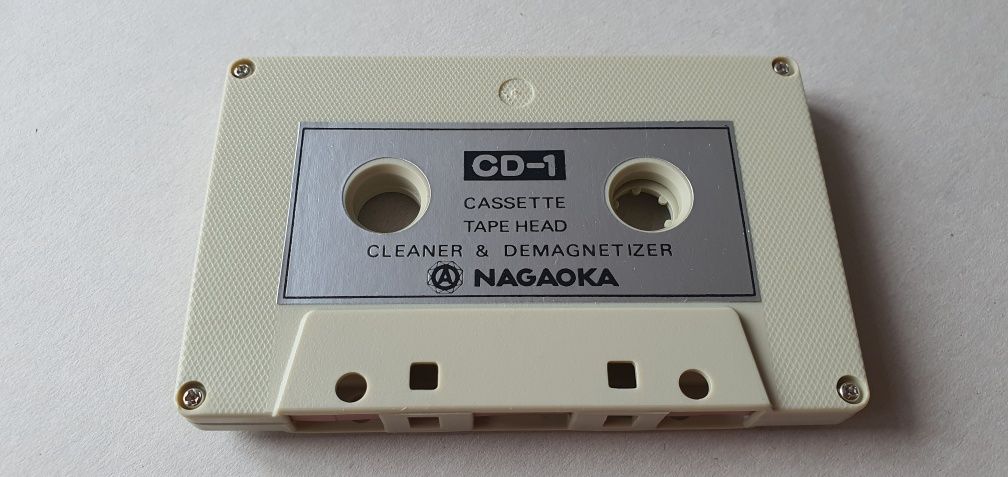 CD-1
CASSETTE
TAPE HEAD
CLEANER & DEMAGNETIZER
A NAGAOKA